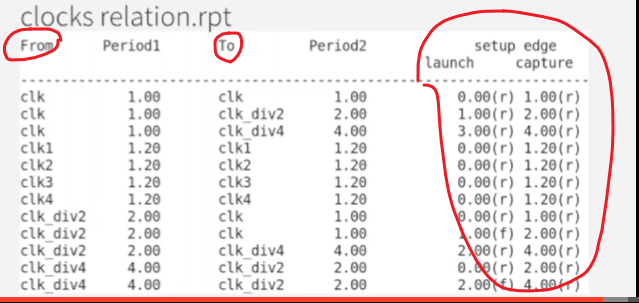 clocks relation.rpt
From Period1 To Period2 setup edge
launch capture
clk 1.00 clk 1.00 0.00(r) 1.00(r)
clk 1.00 clk_div2 2.00 1.00(r) 2.00(r)
clk 1.00 clk_div4 4.00 3.00(r) 4.00(r)
clk1 1.20 clk1 1.20 0.00(r) 1.20(r)
clk2 1.20 clk2 1.20 0.00(r) 1.20(r)
clk3 1.20 clk3 1.20 0.00(r) 1.20(r)
clk4 1.20 clk4 1.20 0.00(r) 1.20(r)
clk_div2 2.00 clk 1.00 0.00(r) 1.00(r)
clk_div2 2.00 clk_div2 2.00 1.00(f) 2.00(r)
clk_div2 2.00 clk_div4 4.00 2.00(r) 4.00(r)
clk_div4 4.00 clk_div2 2.00 0.00(r) 2.00(r)
clk_div4 4.00 clk_div2 2.00 2.00(f) 4.00(r)